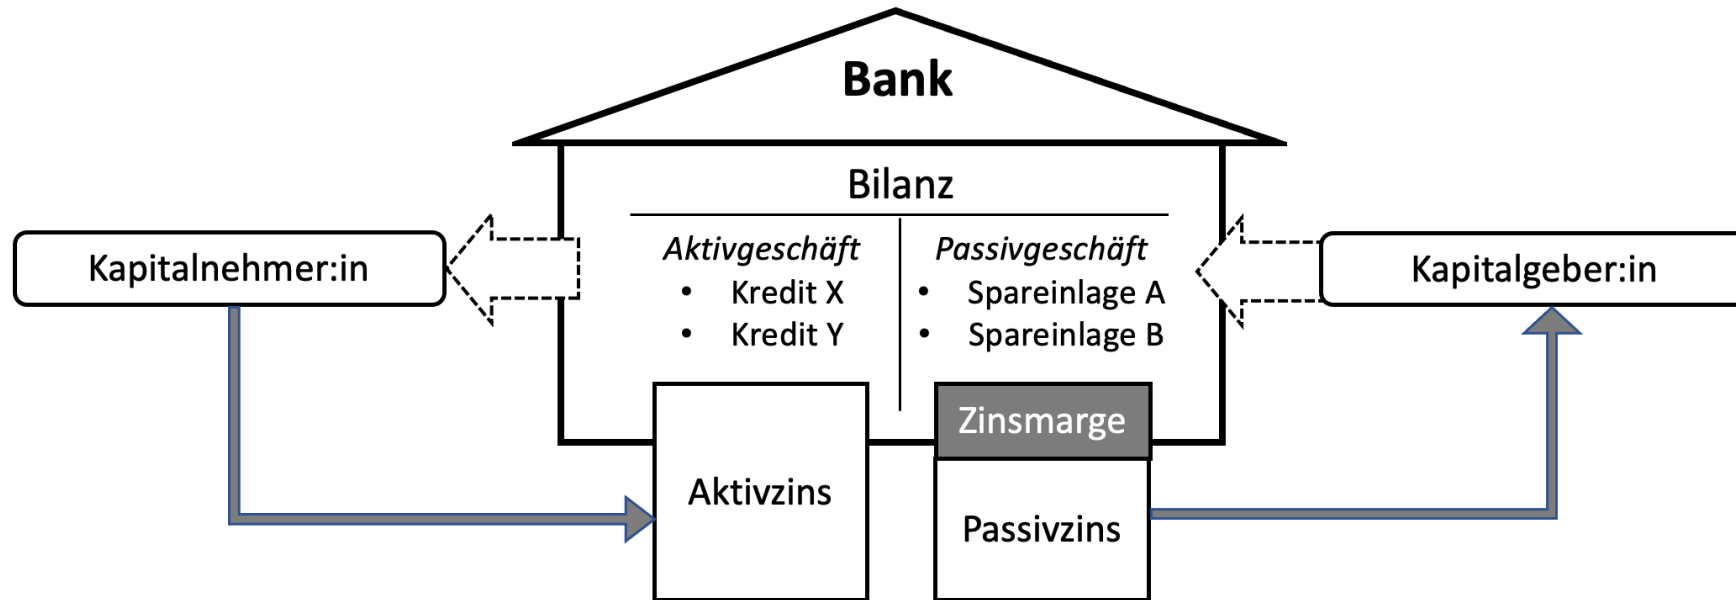 Bank
Bilanz
Kapitalnehmer:in
Aktivgeschäft
• Kredit X
• Kredit Y
Passivgeschäft
• Spareinlage A
• Spareinlage B
Kapitalgeber:in
Aktivzins
Zinsmarge
Passivzins